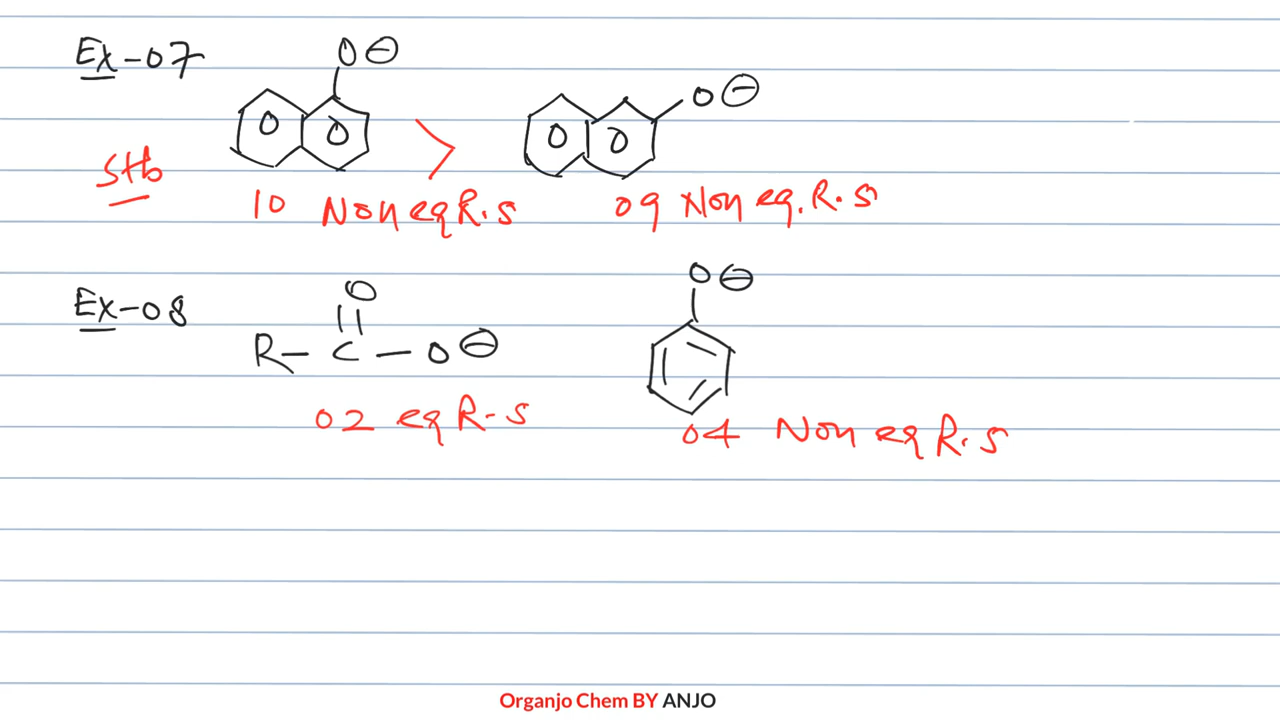 Ex-07
O⊖
O⊖
Stb
>
10 Non eq R.S
09 Non eq. R.S
Ex-08
O
R-C-O⊖
O⊖
02 eq R-S
04 Non eq R.S
Organjo Chem BY ANJO